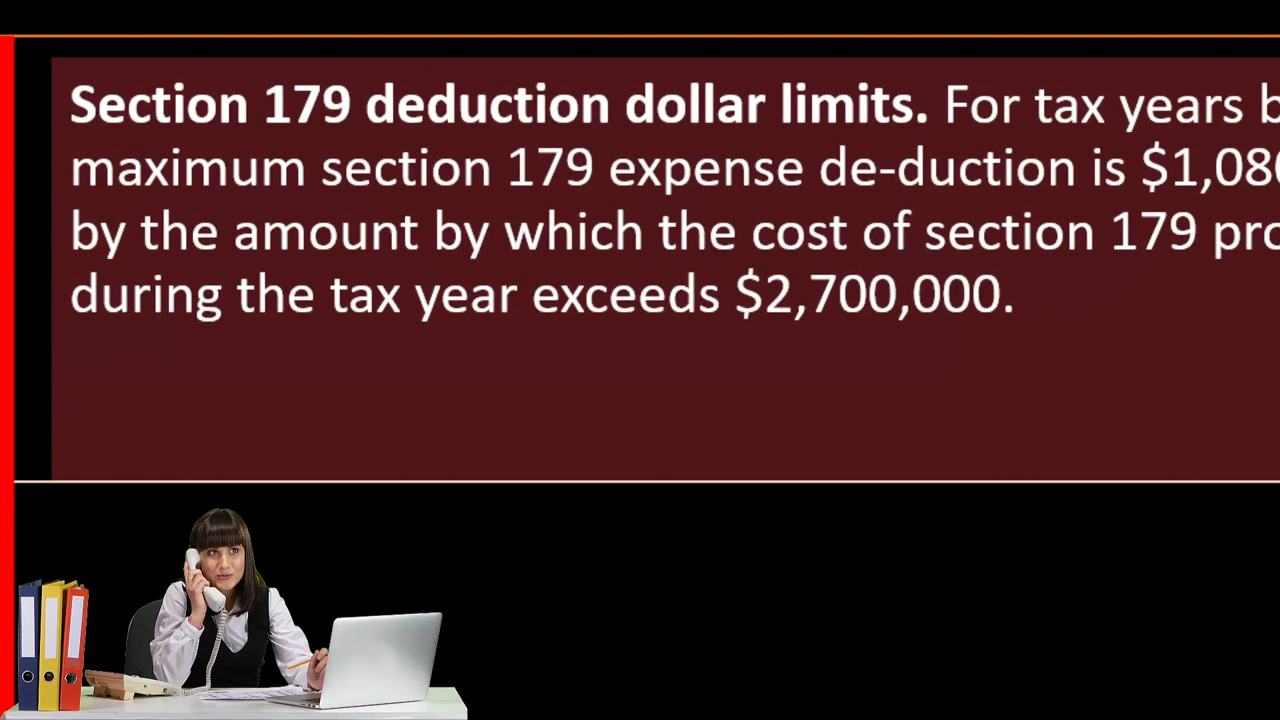 Section 179 deduction dollar limits. For tax years
maximum section 179 expense de-duction is
by the amount by which the cost of section 179
during the tax year exceeds $2,700,000.